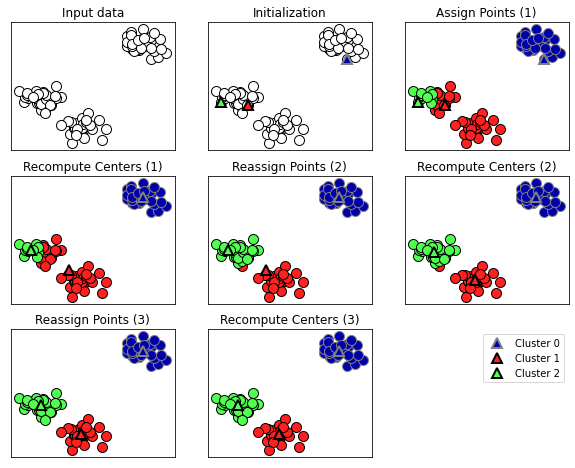 Input data
Initialization
Assign Points (1)
Recompute Centers (1)
Reassign Points (2)
Recompute Centers (2)
Reassign Points (3)
Recompute Centers (3)
Cluster 0
Cluster 1
Cluster 2